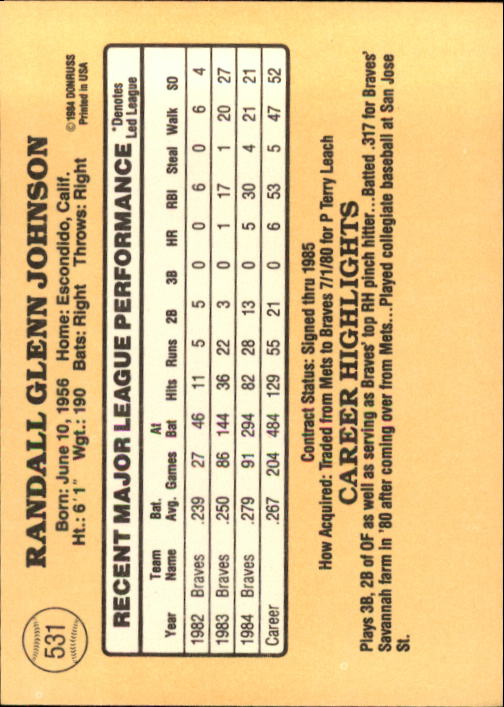 531
RANDALL GLENN JOHNSON
© 1984 DONRUSS
Printed in USA
Born: June 10, 1956 Home: Escondido, Calif.
Ht.: 6'1" Wgt.: 190 Bats: Right Throws: Right
RECENT MAJOR LEAGUE PERFORMANCE *Denotes Led League
Year Team Name Bat. Avg. Games At Bat Hits Runs 2B 3B HR RBI Steal Walk SO
1982 Braves .239 27 46 11 5 5 0 0 6 0 6 4
1983 Braves .250 86 144 36 22 3 0 1 17 1 20 27
1984 Braves .279 91 294 82 28 13 0 5 30 4 21 21
Career .267 204 484 129 55 21 0 6 53 5 47 52
Contract Status: Signed thru 1985
How Acquired: Traded from Mets to Braves 7/1/80 for P Terry Leach
CAREER HIGHLIGHTS
Plays 3B, 2B of OF as well as serving as Braves' top RH pinch hitter...Batted .317 for Braves'
Savannah farm in '80 after coming over from Mets...Played collegiate baseball at San Jose
St.